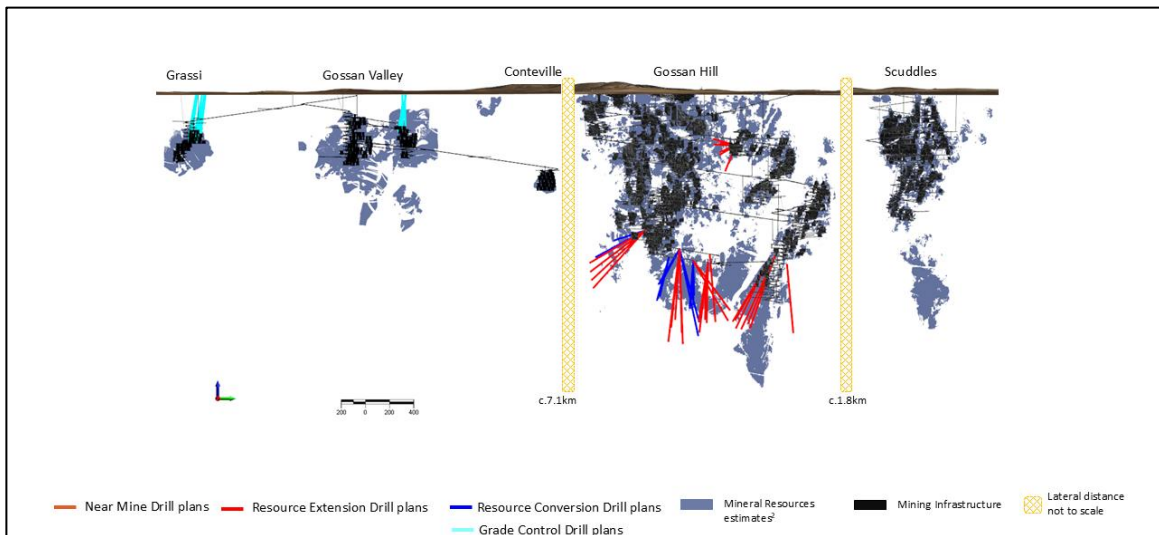 Grassi
Gossan Valley
Conteville
Gossan Hill
Scuddles
200 0 200 400
c.7.1km
c.1.8km
Near Mine Drill plans
Resource Extension Drill plans
Resource Conversion Drill plans
Grade Control Drill plans
Mineral Resources
estimates²
Mining Infrastructure
Lateral distance
not to scale